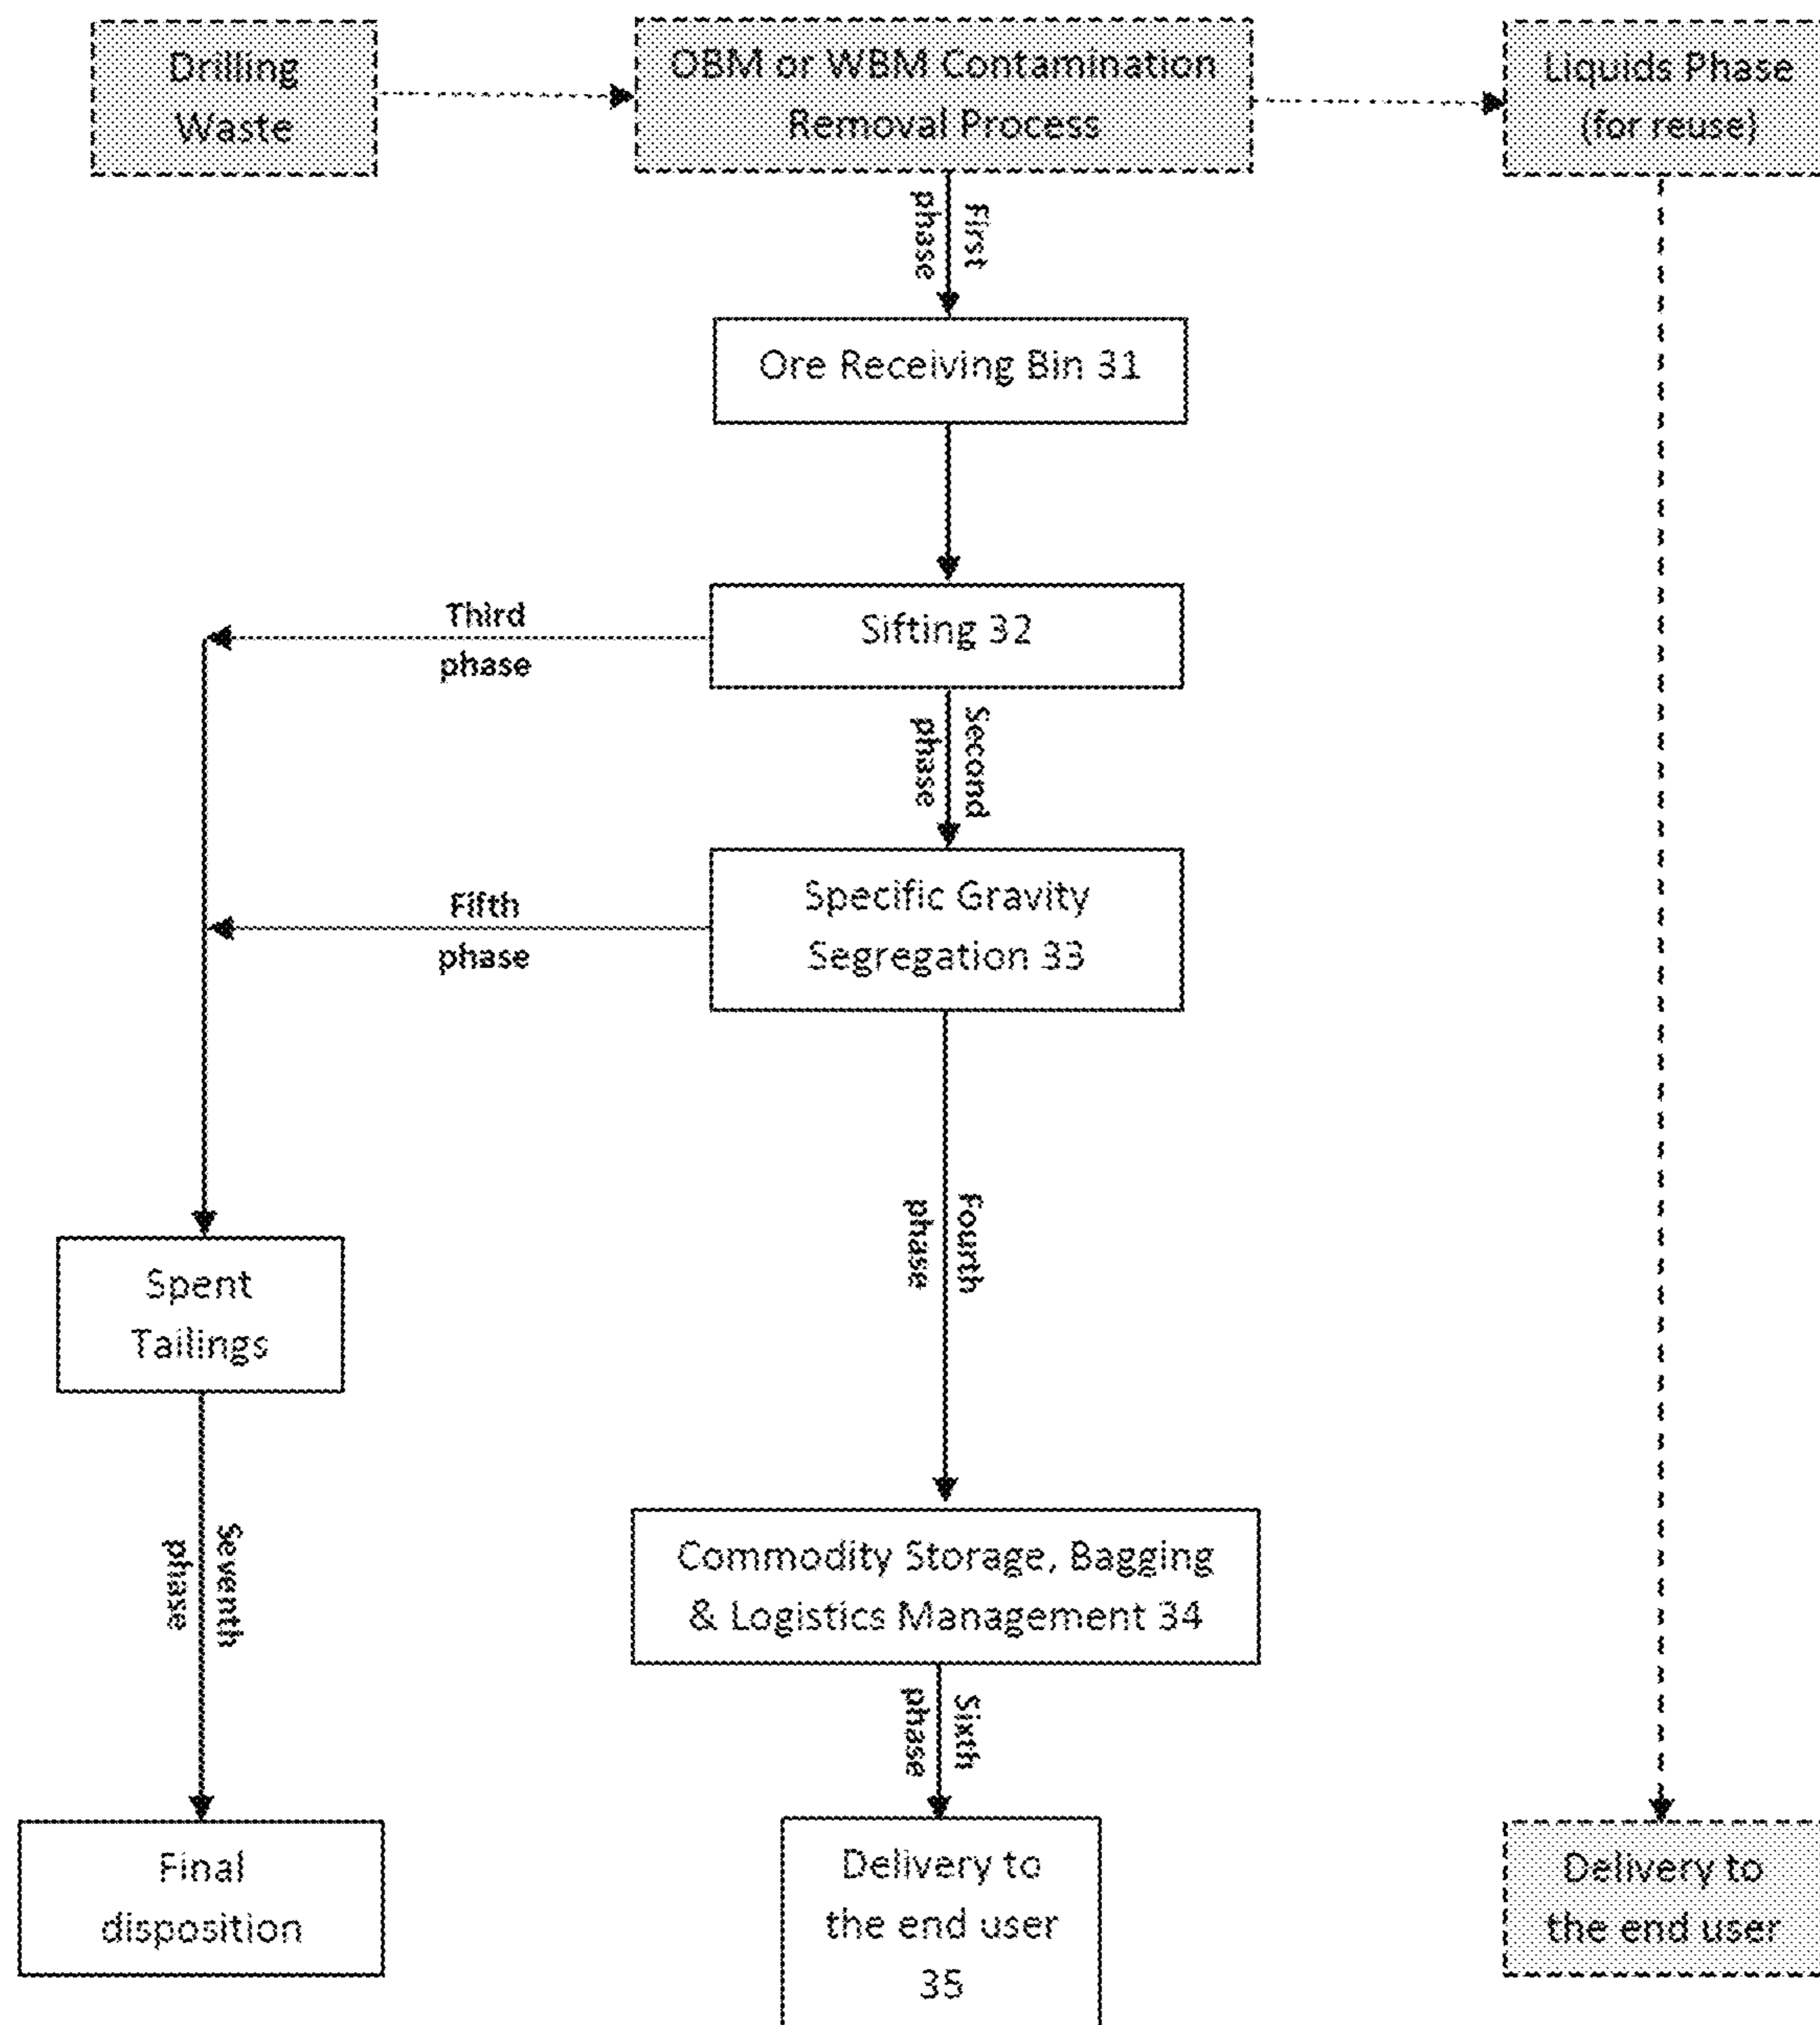 Drilling
Waste
OBM or WBM Contamination
Removal Process
Liquids Phase
(for reuse)
First
phase
Ore Receiving Bin 31
Third
phase
Sifting 32
Second
phase
Fifth
phase
Specific Gravity
Segregation 33
Fourth
phase
Spent
Tailings
Commodity Storage, Bagging
& Logistics Management 34
Seventh
phase
Sixth
phase
Final
disposition
Delivery to
the end user
35
Delivery to
the end user